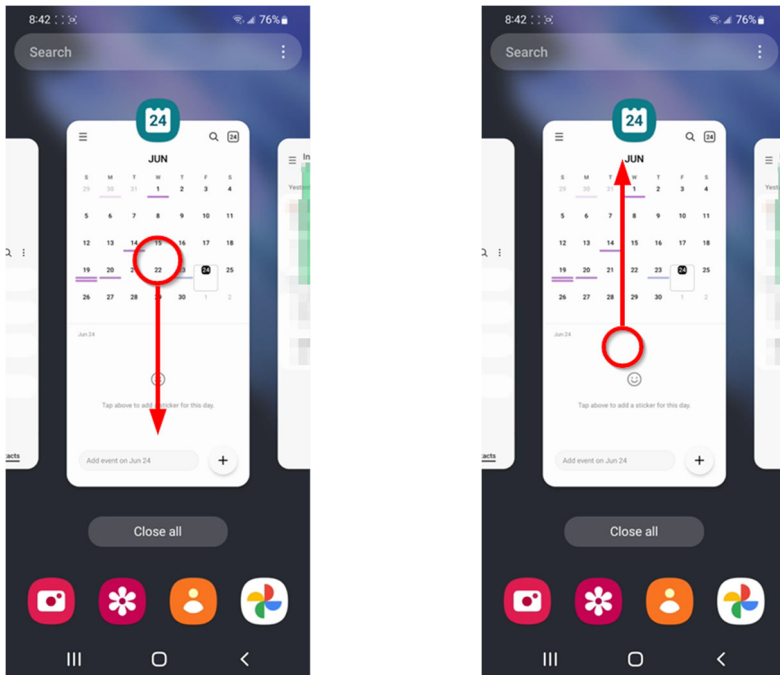 8:42 76%
Search
24
24
JUN
S M T W T F S
29 30 31 1 2 3 4
5 6 7 8 9 10 11
12 13 14 15 16 17 18
19 20 21 22 23 24 25
26 27 28 30 1 2
Jun 24
Tap above to add a sticker for this day.
Add event on Jun 24
Close all
In
8:42 76%
Search
24
24
JUN
S M T W T F S
29 30 31 1 2 3 4
5 6 7 8 9 10 11
12 13 14 15 16 17 18
19 20 21 22 23 24 25
26 27 28 29 30 1 2
Jun 24
Tap above to add a sticker for this day.
Add event on Jun 24
Close all